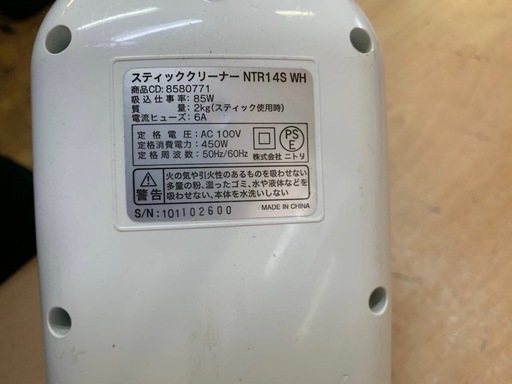 スティッククリーナー NTR14S WH
商品CD: 8580771
吸込仕事率: 85W
質量: 2kg(スティック使用時)
電流ヒューズ: 6A
定格電圧: AC 100V
定格消費電力: 450W
定格周波数: 50Hz/60Hz
PSE
株式会社ニトリ
警告
火の気や引火性のあるものを吸わせない
多量の粉、湿ったゴミ、水や液体などを
吸わせない、本体を水洗いしない
S/N: 101102600
MADE IN CHINA